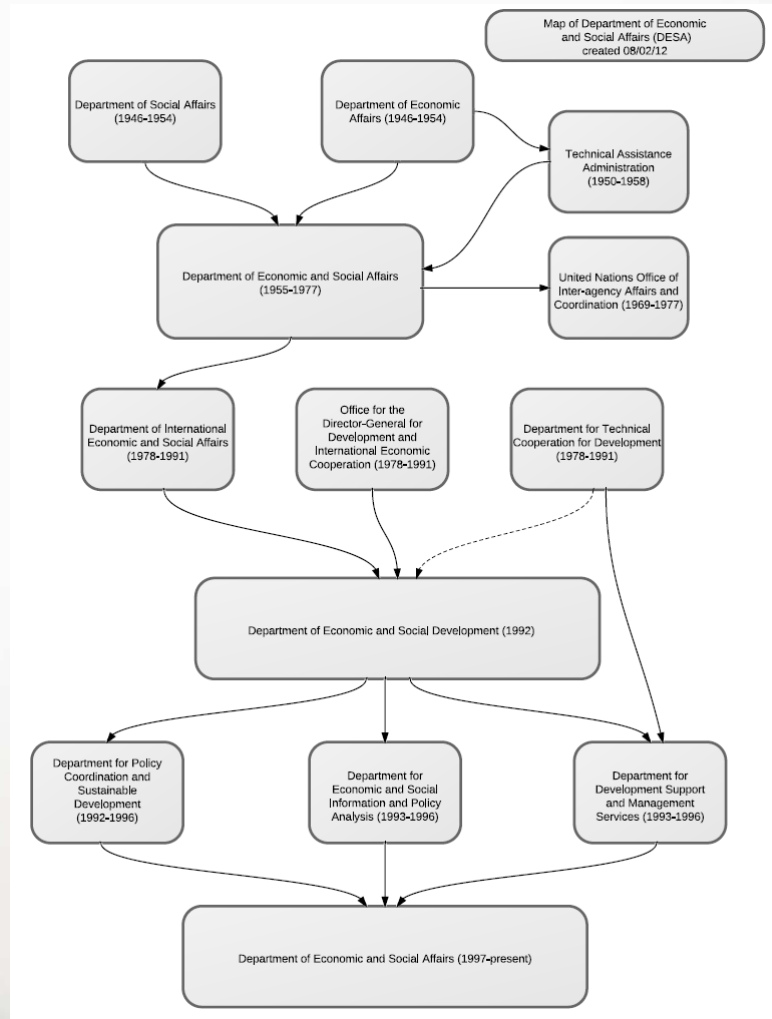 Map of Department of Economic
and Social Affairs (DESA)
created 08/02/12
Department of Social Affairs
(1946-1954)
Department of Economic
Affairs (1946-1954)
Technical Assistance
Administration
(1950-1958)
Department of Economic and Social Affairs
(1955-1977)
United Nations Office of
Inter-agency Affairs and
Coordination (1969-1977)
Department of International
Economic and Social Affairs
(1978-1991)
Office for the
Director-General for
Development and
International Economic
Cooperation (1978-1991)
Department for Technical
Cooperation for Development
(1978-1991)
Department of Economic and Social Development (1992)
Department for Policy
Coordination and
Sustainable
Development
(1992-1996)
Department for
Economic and Social
Information and Policy
Analysis (1993-1996)
Department for
Development Support
and Management
Services (1993-1996)
Department of Economic and Social Affairs (1997-present)